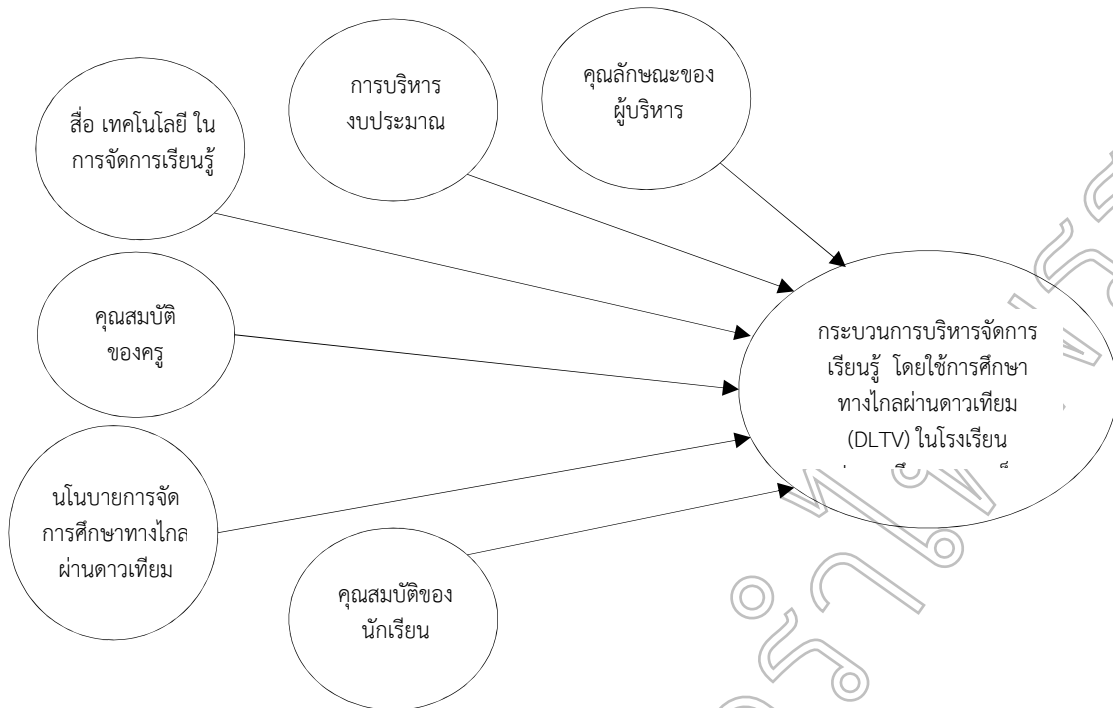 คุณลักษณะของ
ผู้บริหาร
การบริหาร
งบประมาณ
สื่อ เทคโนโลยี ใน
การจัดการเรียนรู้
คุณสมบัติ
ของครู
นโนบายการจัด
การศึกษาทางไกล
ผ่านดาวเทียม
คุณสมบัติของ
นักเรียน
กระบวนการบริหารจัดการ
เรียนรู้ โดยใช้การศึกษา
ทางไกลผ่านดาวเทียม
(DLTV) ในโรงเรียน